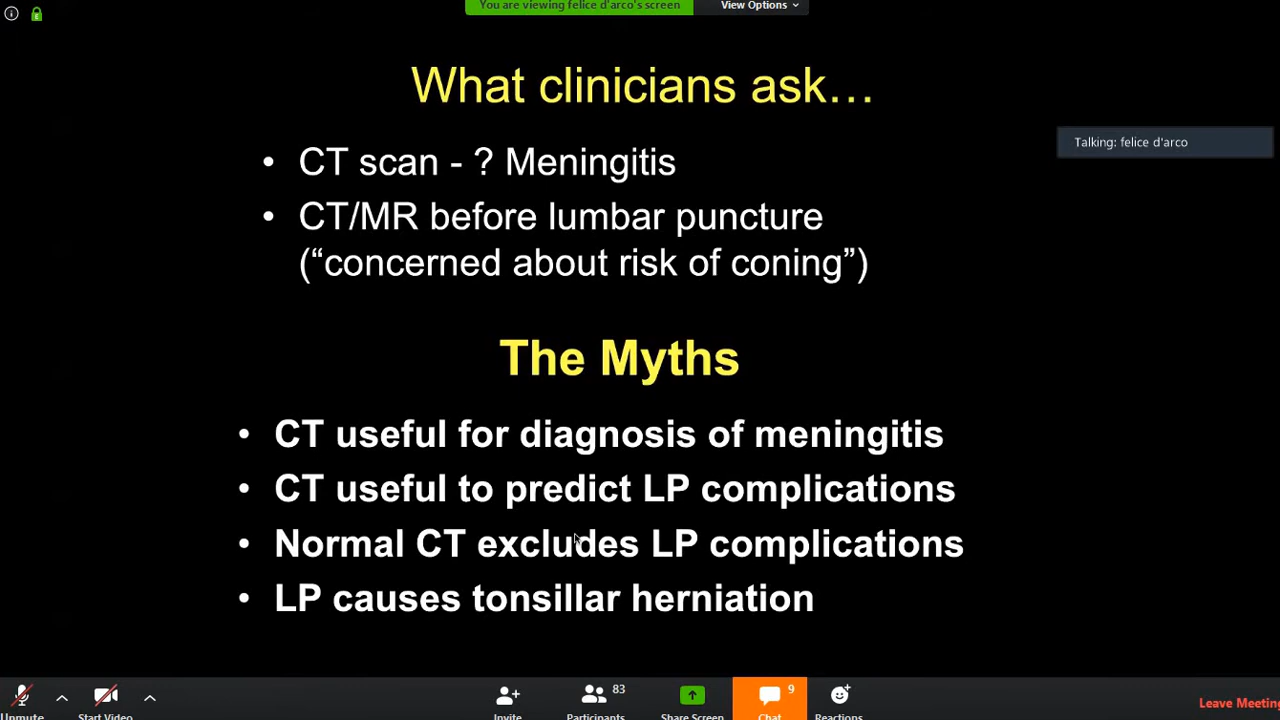 You are viewing felice d'arco's screen
View Options
What clinicians ask…
Talking: felice d'arco
• CT scan - ? Meningitis
• CT/MR before lumbar puncture
(“concerned about risk of coning”)
The Myths
• CT useful for diagnosis of meningitis
• CT useful to predict LP complications
• Normal CT excludes LP complications
• LP causes tonsillar herniation
83
9
Unmute
Start Video
Invite
Participants
Share Screen
Chat
Reactions
Leave Meeting